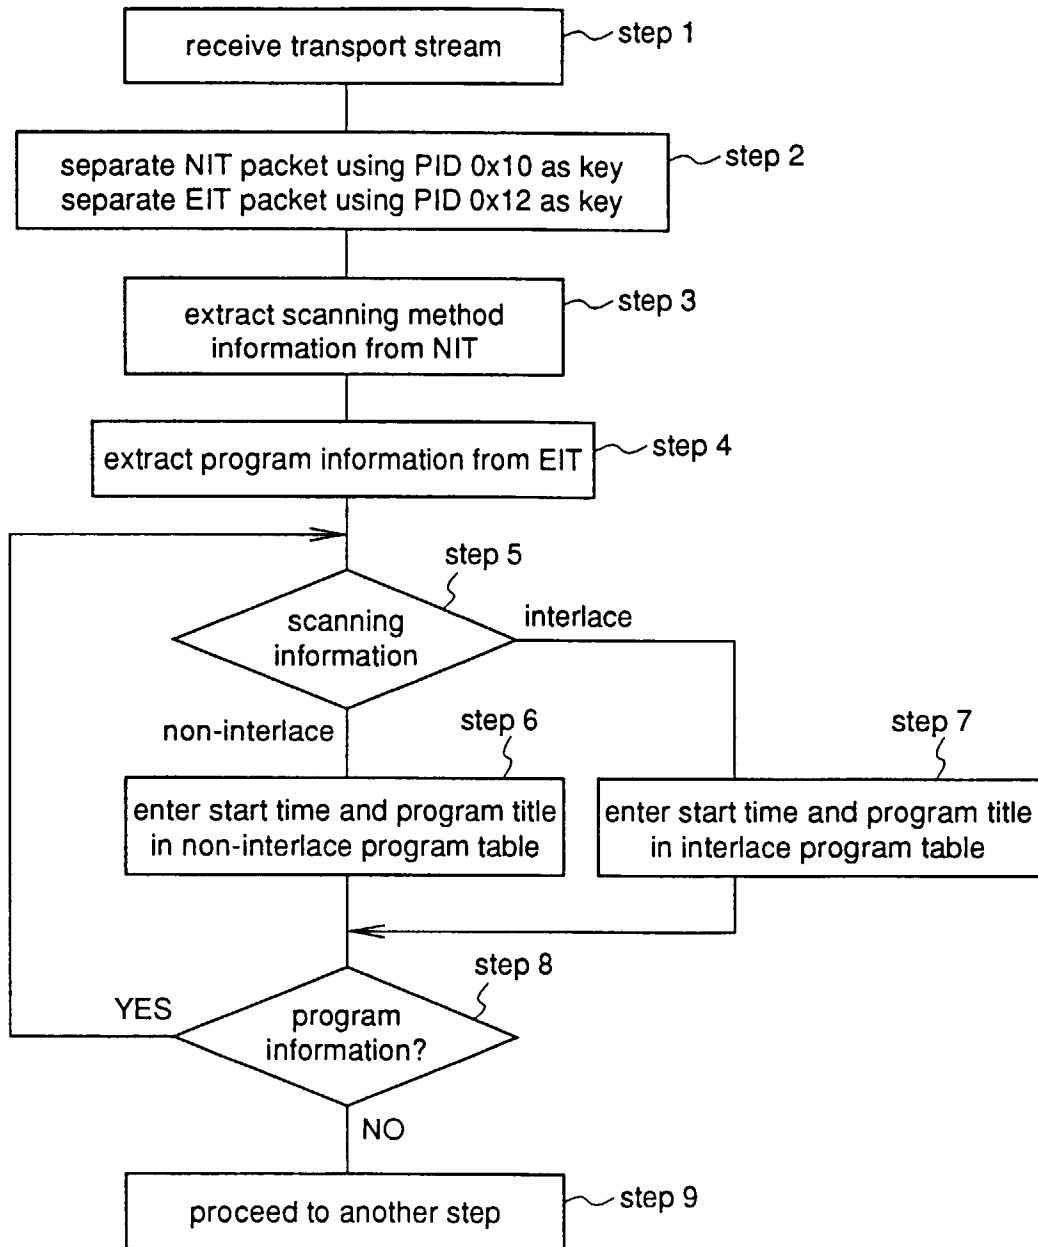 receive transport stream
step 1
separate NIT packet using PID 0x10 as key
separate EIT packet using PID 0x12 as key
step 2
extract scanning method
information from NIT
step 3
extract program information from EIT
step 4
step 5
scanning
information
interlace
non-interlace
step 6
step 7
enter start time and program title
in non-interlace program table
enter start time and program title
in interlace program table
step 8
YES
program
information?
NO
proceed to another step
step 9